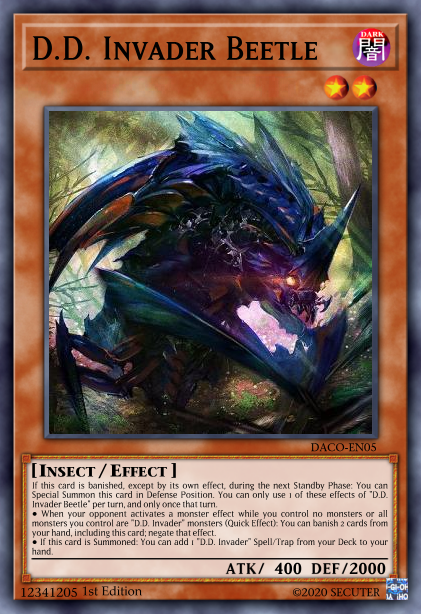 D.D. Invader Beetle
DARK
闇
DACO-EN05
[Insect / Effect]
If this card is banished, except by its own effect, during the next Standby Phase: You can
Special Summon this card in Defense Position. You can only use 1 of these effects of "D.D.
Invader Beetle" per turn, and only once that turn.
● When your opponent activates a monster effect while you control no monsters or all
monsters you control are "D.D. Invader" monsters (Quick Effect): You can banish 2 cards from
your hand, including this card; negate that effect.
● If this card is Summoned: You can add 1 "D.D. Invader" Spell/Trap from your Deck to your
hand.
ATK/ 400 DEF/2000
12341205 1st Edition
©2020 SECUTER